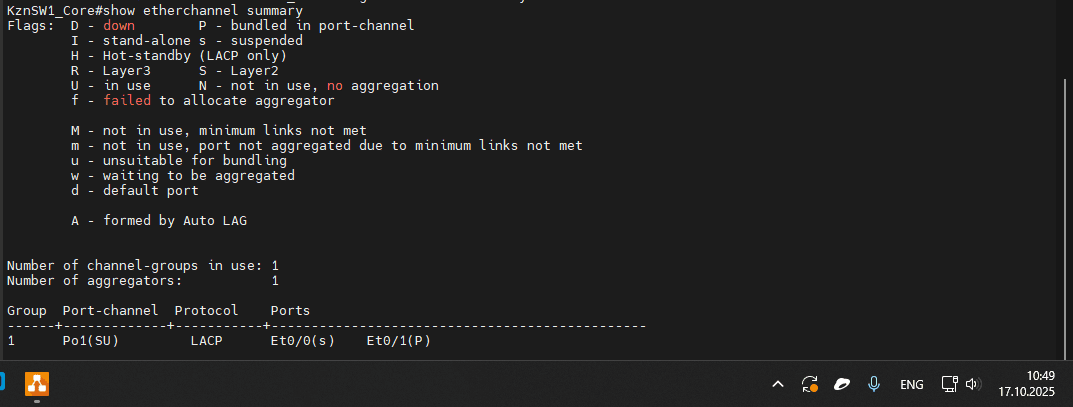 KznSW1_Core#show etherchannel summary
Flags:  D - down        P - bundled in port-channel
        I - stand-alone s - suspended
        H - Hot-standby (LACP only)
        R - Layer3      S - Layer2
        U - in use      N - not in use, no aggregation
        f - failed to allocate aggregator
        M - not in use, minimum links not met
        m - not in use, port not aggregated due to minimum links not met
        u - unsuitable for bundling
        w - waiting to be aggregated
        d - default port
        A - formed by Auto LAG
Number of channel-groups in use: 1
Number of aggregators:           1
Group  Port-channel  Protocol    Ports
------+-------------+-----------+-----------------------------------------------
1      Po1(SU)         LACP      Et0/0(s)    Et0/1(P)
ENG
10:49
17.10.2025